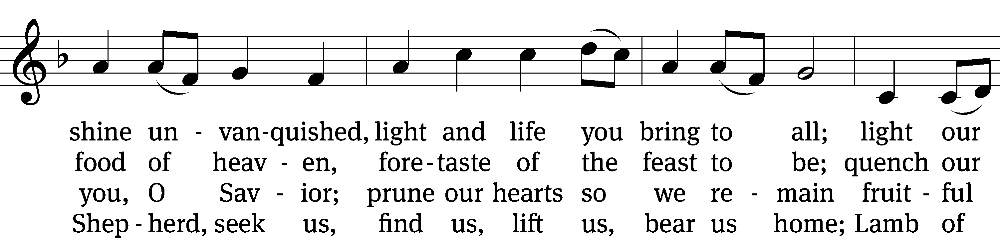 shine un - van-quished, light and life you bring to all; light our
food of heav - en, fore-taste of the feast to be; quench our
you, O Sav - ior; prune our hearts so we re - main fruit - ful
Shep - herd, seek us, find us, lift us, bear us home; Lamb of